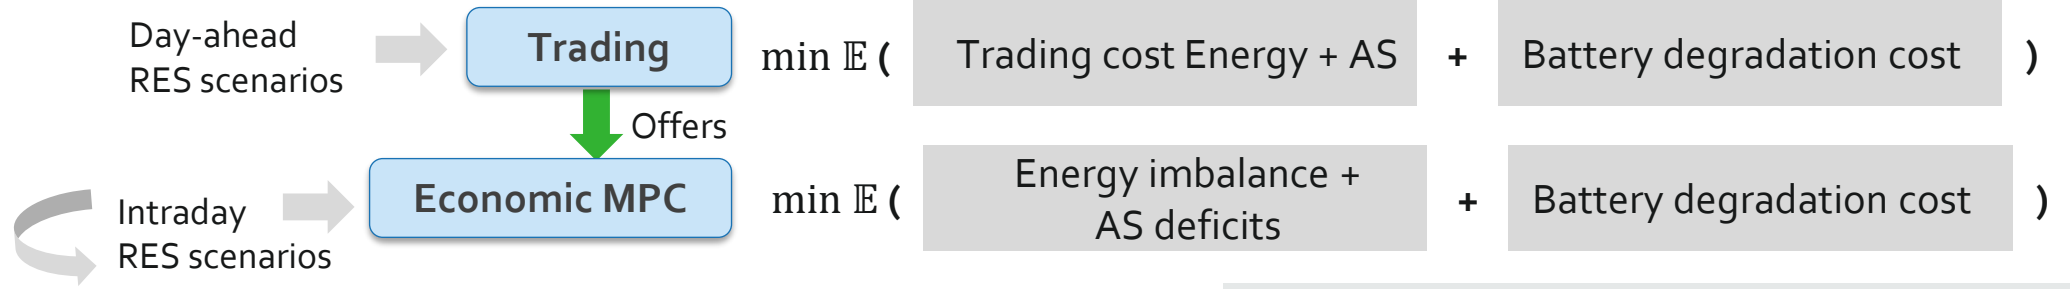 Day-ahead
RES scenarios
Trading
min 𝔼 ( Trading cost Energy + AS + Battery degradation cost )
Offers
Intraday
RES scenarios
Economic MPC
min 𝔼 ( Energy imbalance +
AS deficits + Battery degradation cost )